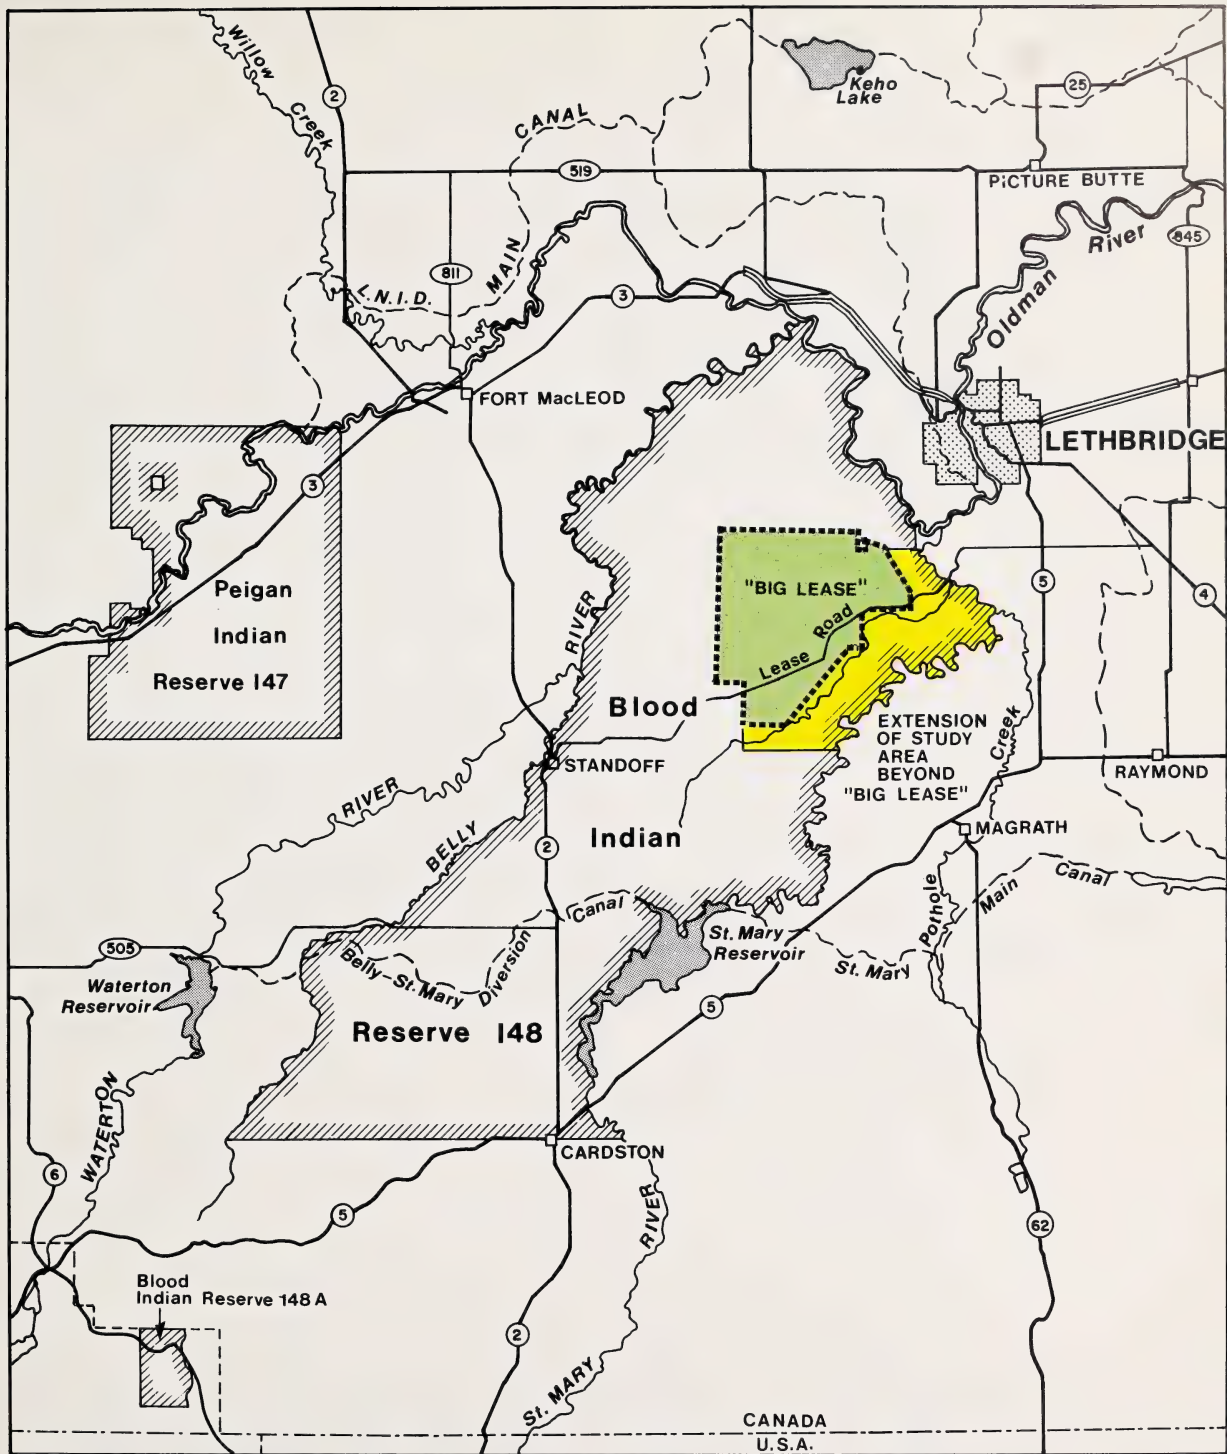 Willow
Creek
2
Keho
Lake
25
CANAL
519
PICTURE BUTTE
River
845
Oldman
811
MAIN
L.N.I.D.
3
FORT MacLEOD
LETHBRIDGE
3
"BIG LEASE"
Peigan
Indian
Reserve 147
5
4
RIVER
Lease Road
Blood
EXTENSION
OF STUDY
AREA
BEYOND
"BIG LEASE"
Creek
STANDOFF
RAYMOND
RIVER
BELLY
2
Indian
MAGRATH
Pothole
Main
Canal
Canal
St. Mary
Reservoir
St. Mary
505
Belly-St. Mary
Diversion
Waterton
Reservoir
5
Reserve 148
WATERTON
CARDSTON
6
5
RIVER
62
Blood
Indian Reserve 148A
2
St. MARY
CANADA
U.S.A.